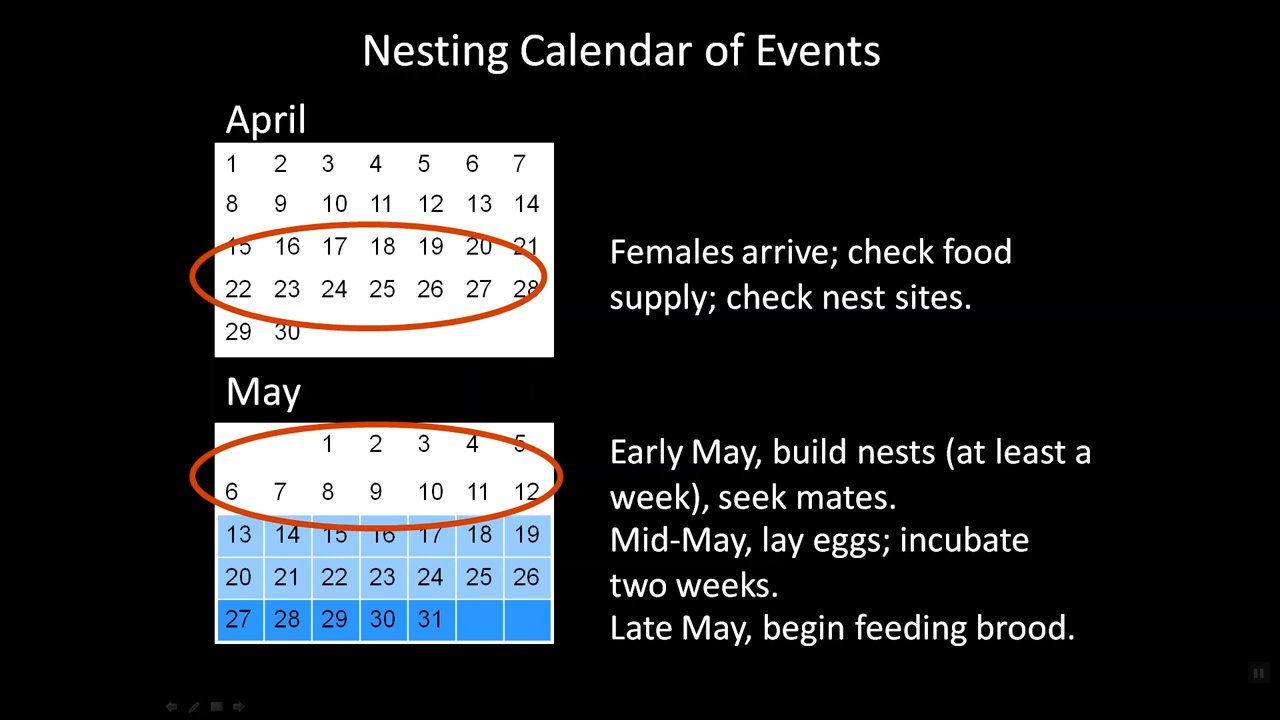 Nesting Calendar of Events
April
1 2 3 4 5 6 7
8 9 10 11 12 13 14
15 16 17 18 19 20 21
22 23 24 25 26 27 28
29 30
Females arrive; check food
supply; check nest sites.
May
1 2 3 4 5
6 7 8 9 10 11 12
13 14 15 16 17 18 19
20 21 22 23 24 25 26
27 28 29 30 31
Early May, build nests (at least a
week), seek mates.
Mid-May, lay eggs; incubate
two weeks.
Late May, begin feeding brood.